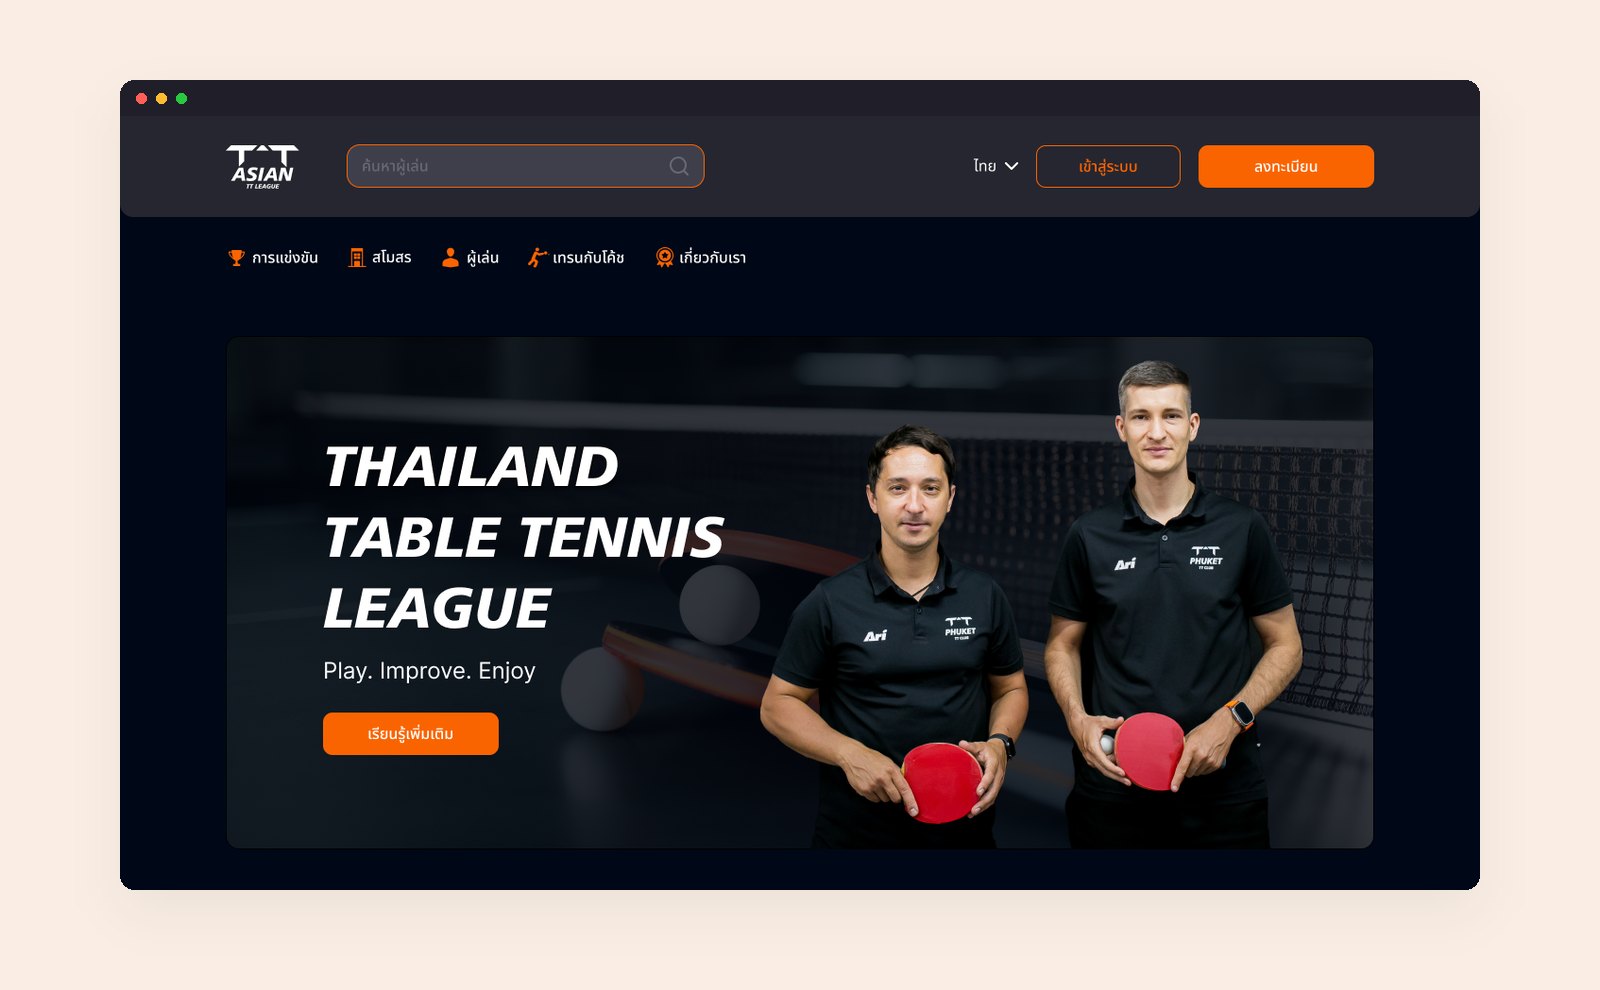 ASIAN
TT LEAGUE
ค้นหาผู้เล่น
ไทย
เข้าสู่ระบบ
ลงทะเบียน
การแข่งขัน
สโมสร
ผู้เล่น
เทรนกับโค้ช
เกี่ยวกับเรา
THAILAND
TABLE TENNIS
LEAGUE
Play. Improve. Enjoy
เรียนรู้เพิ่มเติม
Ari
PHUKET
TT CLUB
Ari
PHUKET
TT CLUB